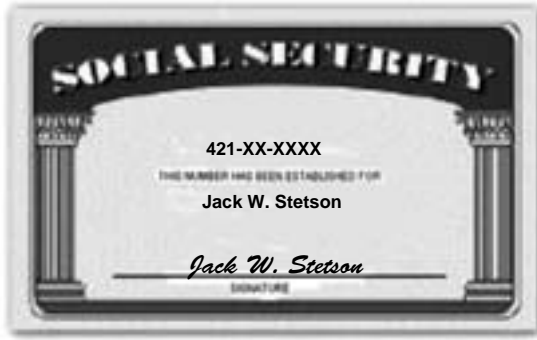 SOCIAL SECURITY
421-XX-XXXX
THIS NUMBER HAS BEEN ESTABLISHED FOR
Jack W. Stetson
Jack W. Stetson
SIGNATURE